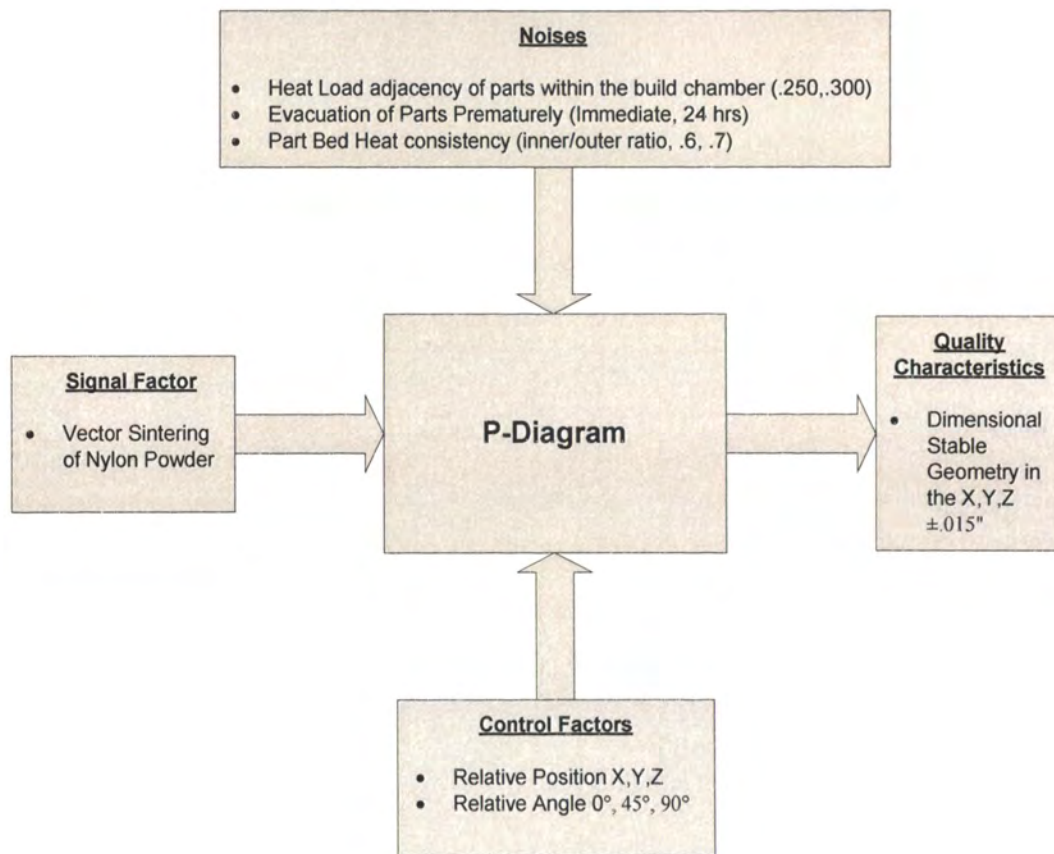 Noises
• Heat Load adjacency of parts within the build chamber (.250,.300)
• Evacuation of Parts Prematurely (Immediate, 24 hrs)
• Part Bed Heat consistency (inner/outer ratio, .6, .7)
Signal Factor
• Vector Sintering
of Nylon Powder
P-Diagram
Quality
Characteristics
• Dimensional
Stable
Geometry in
the X,Y,Z
±.015"
Control Factors
• Relative Position X,Y,Z
• Relative Angle 0°, 45°, 90°